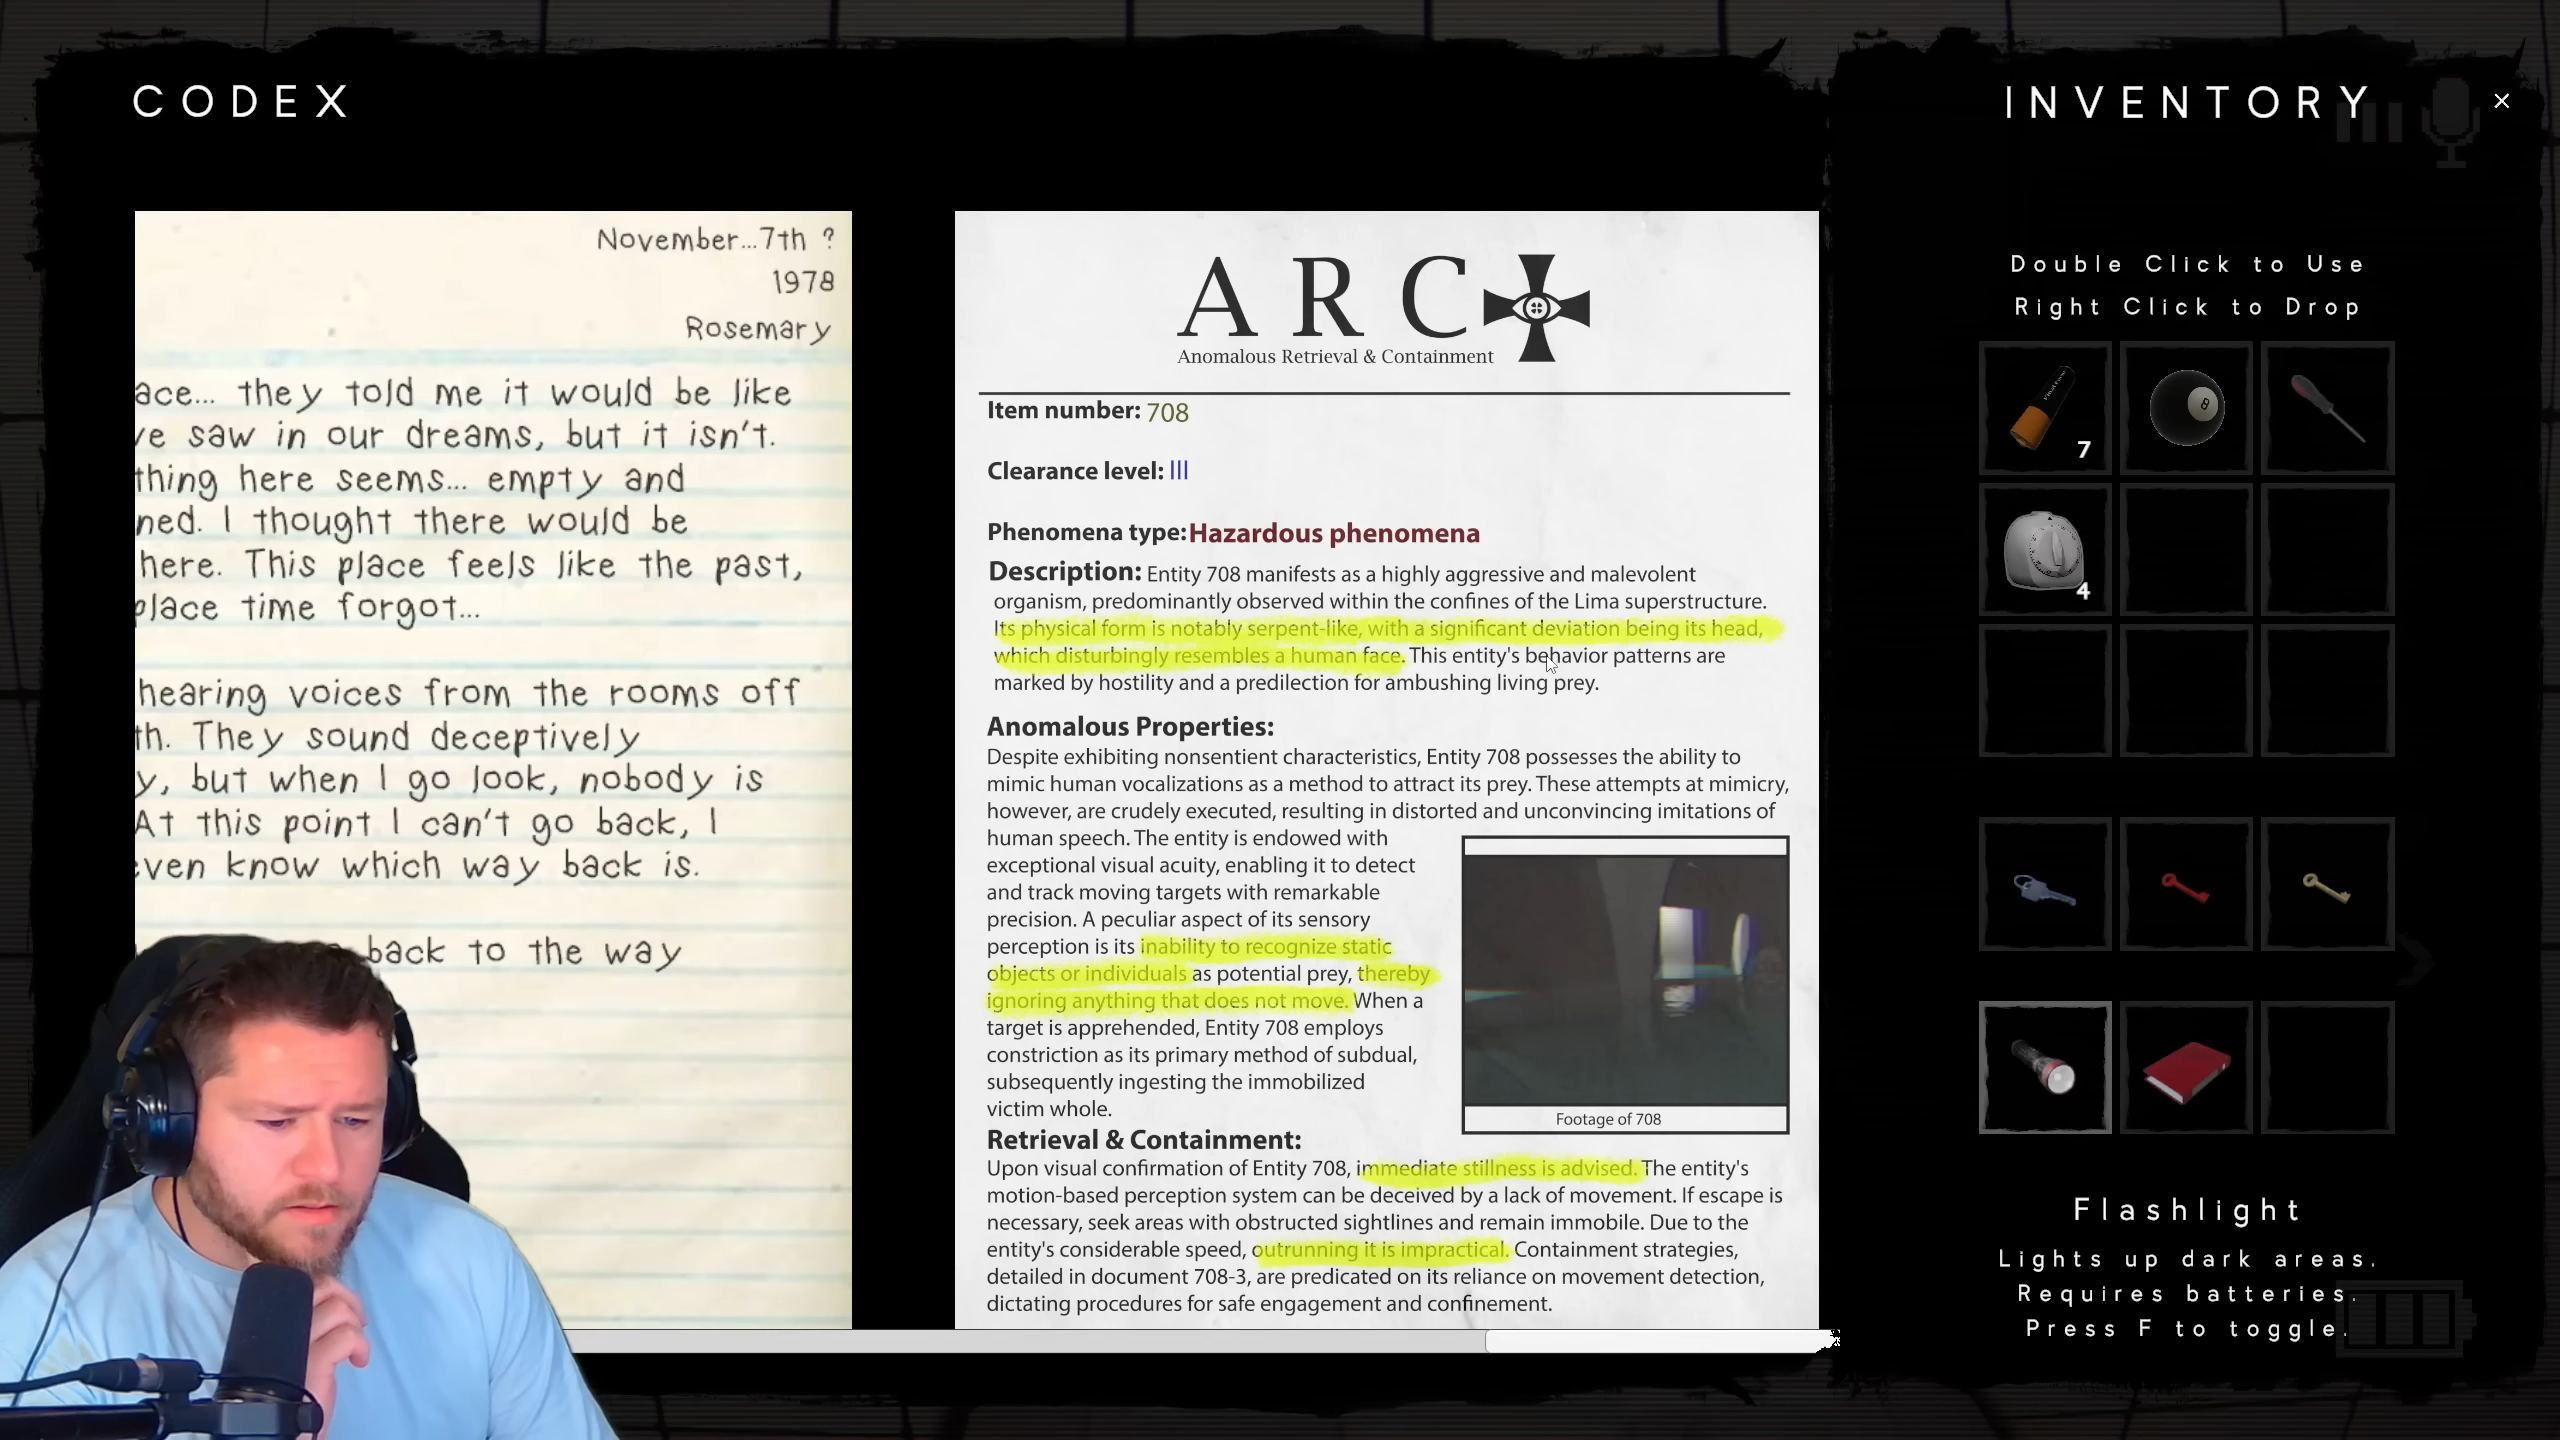 CODEX
INVENTORY
November...7th ?
1978
Rosemary
ace... they told me it would be like
ve saw in our dreams, but it isn't.
thing here seems... empty and
ned. I thought there would be
here. This place feels like the past,
place time forgot...
hearing voices from the rooms off
th. They sound deceptively
y, but when I go look, nobody is
At this point I can't go back, I
even know which way back is.
back to the way
ARC
Anomalous Retrieval & Containment
Item number: 708
Clearance level: III
Phenomena type: Hazardous phenomena
Description: Entity 708 manifests as a highly aggressive and malevolent
organism, predominantly observed within the confines of the Lima superstructure.
Its physical form is notably serpent-like, with a significant deviation being its head,
which disturbingly resembles a human face. This entity's behavior patterns are
marked by hostility and a predilection for ambushing living prey.
Anomalous Properties:
Despite exhibiting nonsentient characteristics, Entity 708 possesses the ability to
mimic human vocalizations as a method to attract its prey. These attempts at mimicry,
however, are crudely executed, resulting in distorted and unconvincing imitations of
human speech. The entity is endowed with
exceptional visual acuity, enabling it to detect
and track moving targets with remarkable
precision. A peculiar aspect of its sensory
perception is its inability to recognize static
objects or individuals as potential prey, thereby
ignoring anything that does not move. When a
target is apprehended, Entity 708 employs
constriction as its primary method of subdual,
subsequently ingesting the immobilized
victim whole.
Footage of 708
Retrieval & Containment:
Upon visual confirmation of Entity 708, immediate stillness is advised. The entity's
motion-based perception system can be deceived by a lack of movement. If escape is
necessary, seek areas with obstructed sightlines and remain immobile. Due to the
entity's considerable speed, outrunning it is impractical. Containment strategies,
detailed in document 708-3, are predicated on its reliance on movement detection,
dictating procedures for safe engagement and confinement.
Double Click to Use
Right Click to Drop
7
8
4
Flashlight
Lights up dark areas.
Requires batteries.
Press F to toggle.